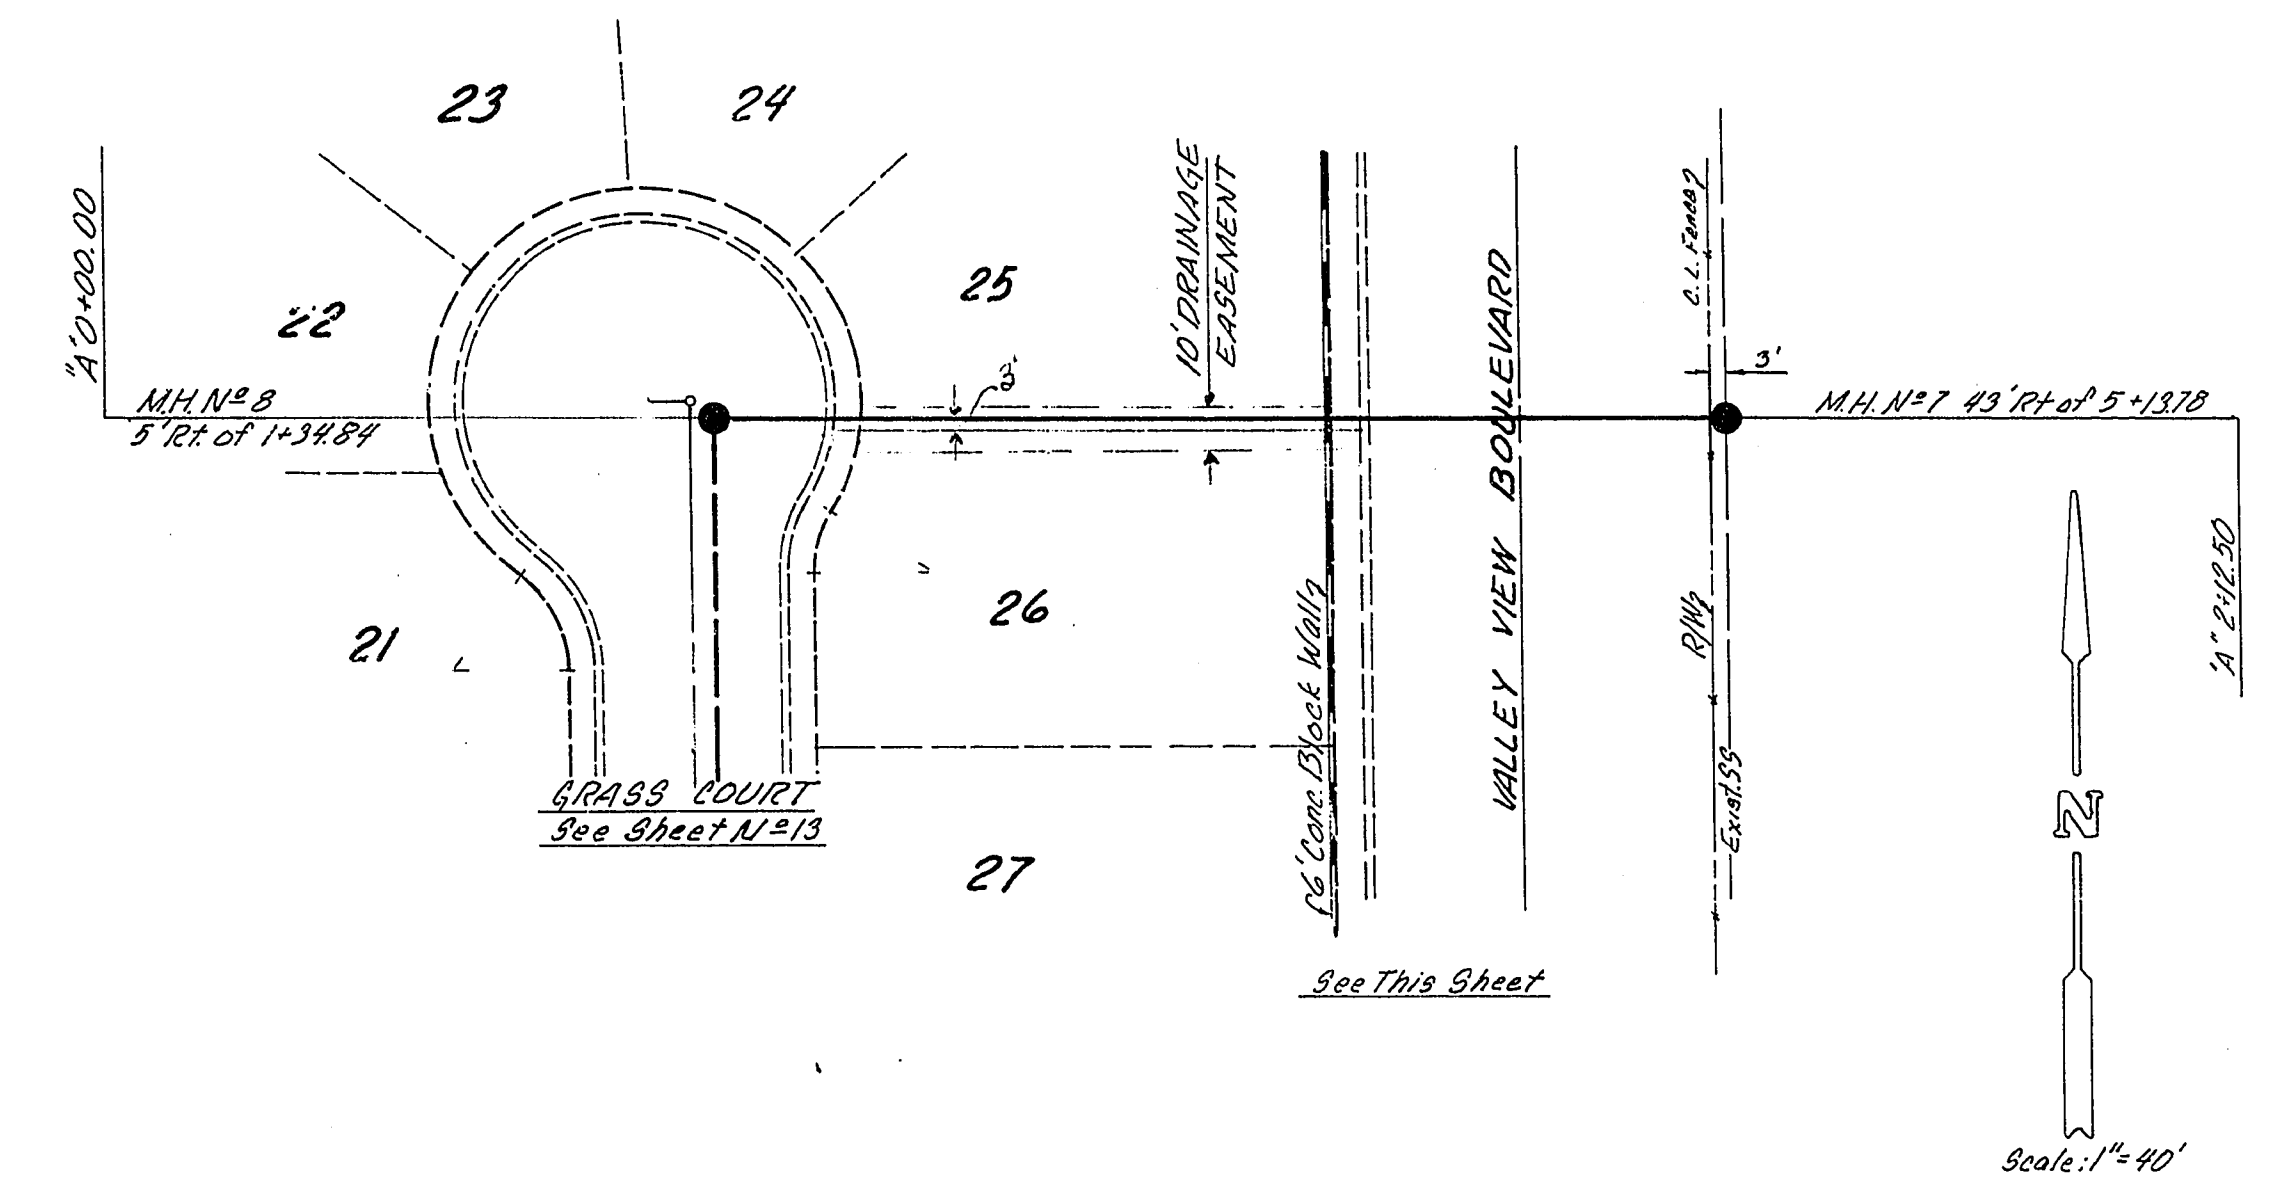 23
24
"A" 0+00.00
22
25
10' DRAINAGE
EASEMENT
C.L. Fence
3'
3'
M.H. Nº 8
5' Rt. of 1+34.84
M.H. Nº 7 43' Rt of 5+13.78
VALLEY VIEW BOULEVARD
"A" 2+12.50
21
26
6' Conc. Block Wall
R/W
Exist. SS
GRASS COURT
See Sheet Nº 13
27
See This Sheet
N
Scale: 1"=40'